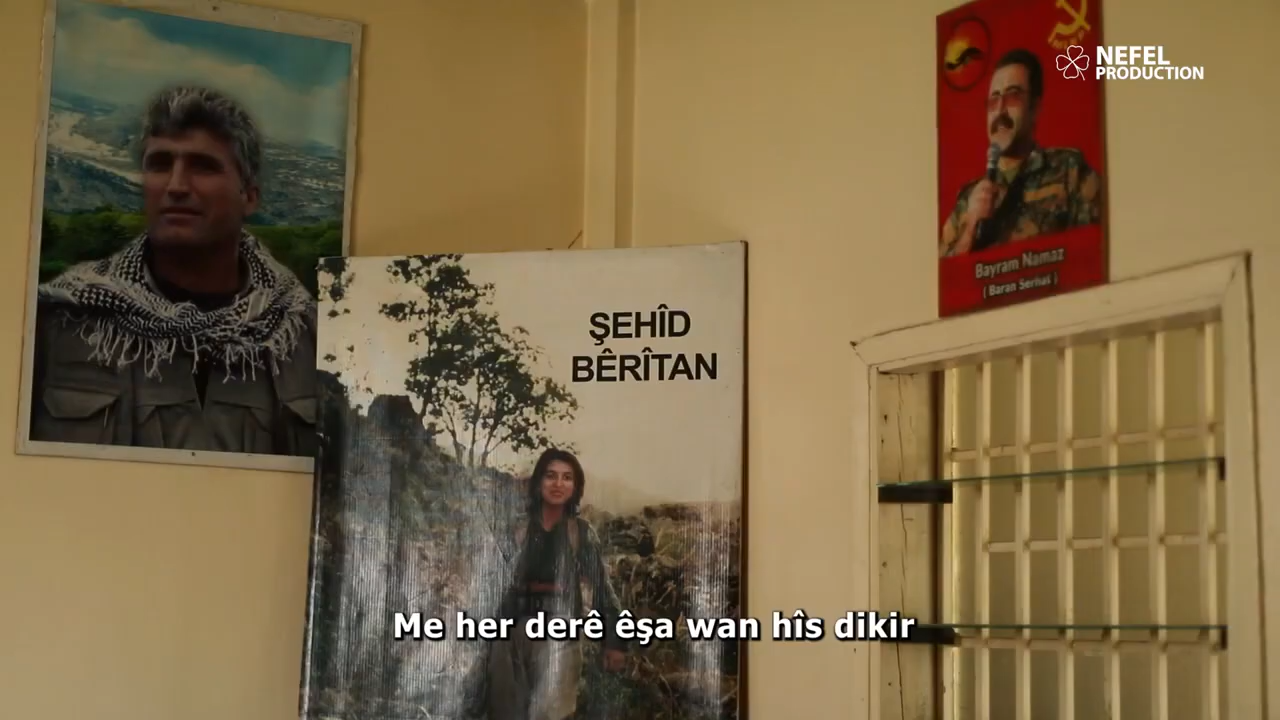 NEFEL
PRODUCTION
ŞEHÎD
BÊRÎTAN
Bayram Namaz
( Baran Serhat )
Me her derê êşa wan hîs dikir